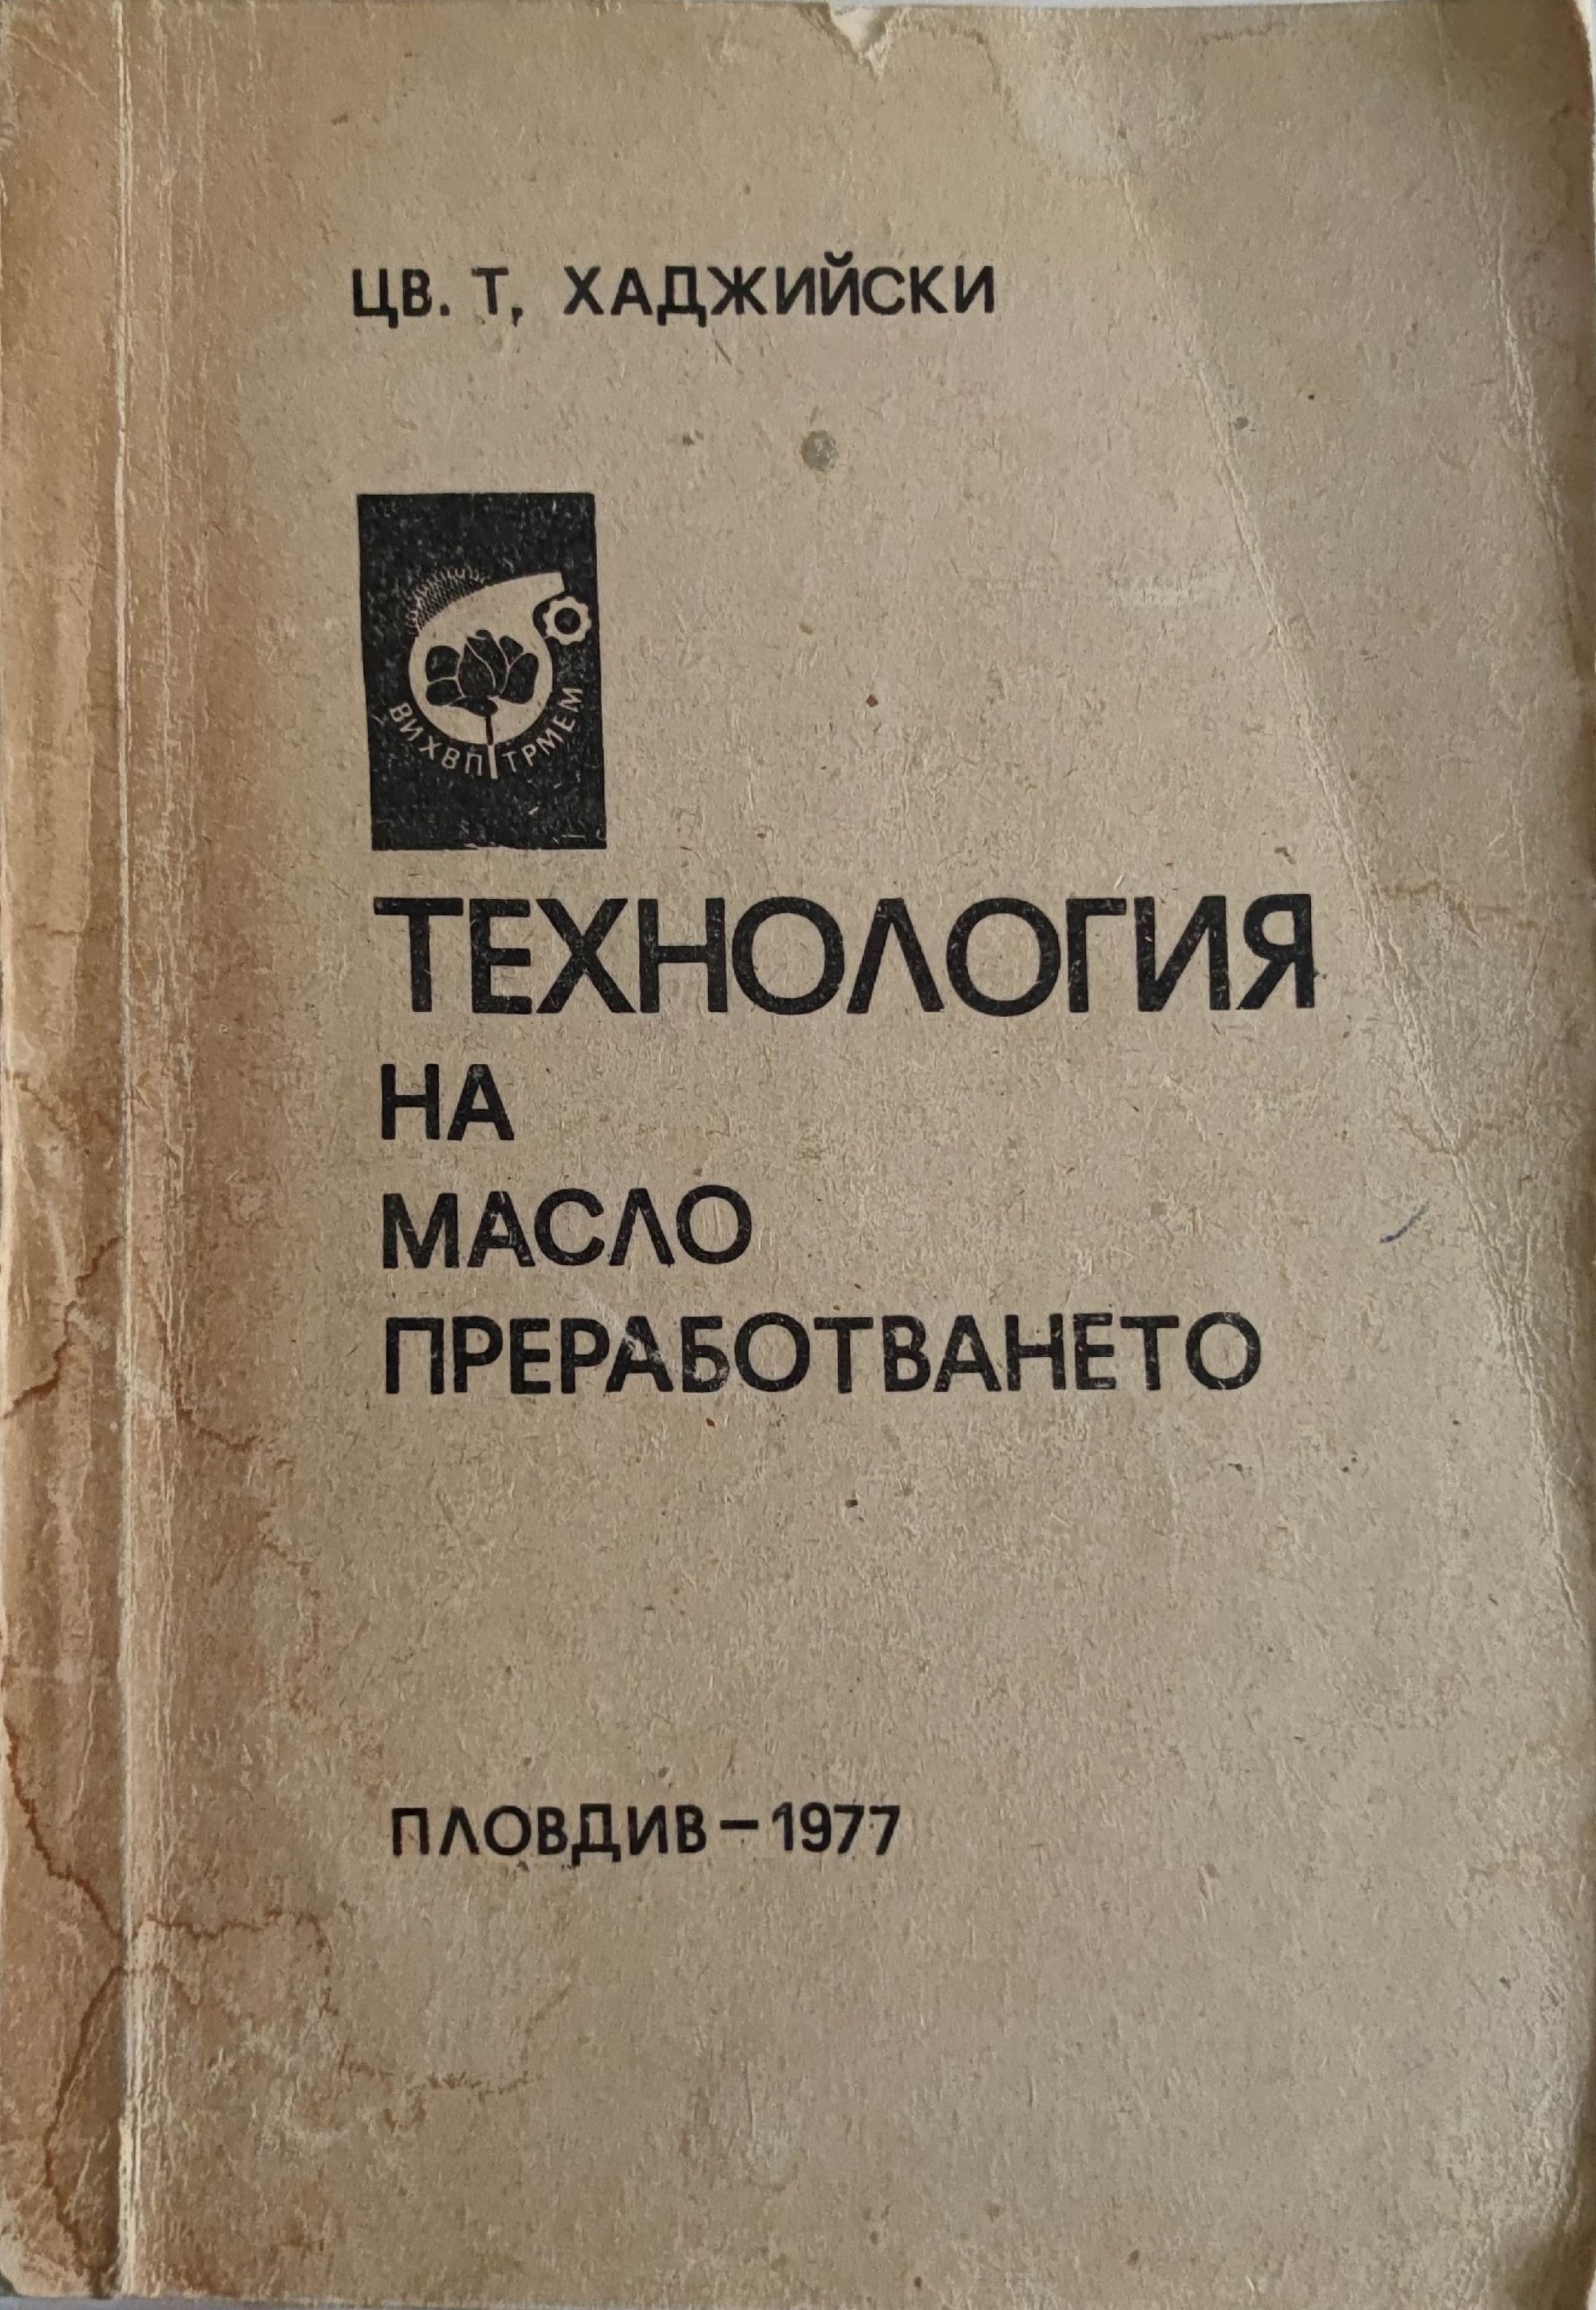 ЦВ. Т, ХАДЖИЙСКИ
ВИХВП ТРМЕМ
ТЕХНОЛОГИЯ
НА
МАСЛО
ПРЕРАБОТВАНЕТО
ПЛОВДИВ – 1977